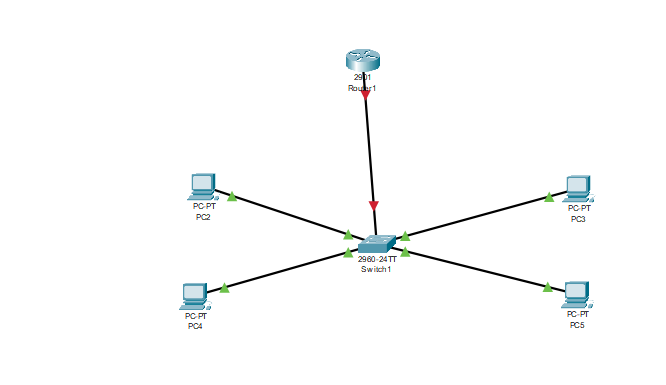 2901
Router1
PC-PT
PC2
PC-PT
PC3
2960-24TT
Switch1
PC-PT
PC4
PC-PT
PC5